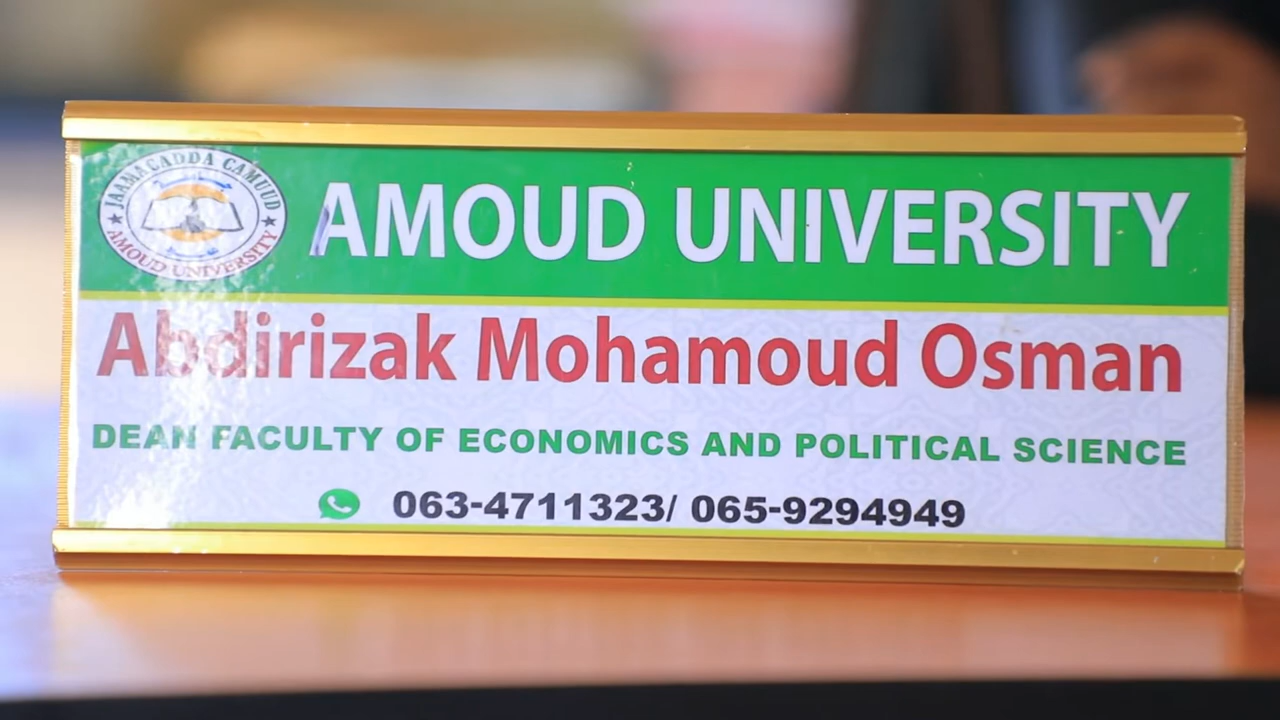 JAAMACADDA CAMUUD
AMOUD UNIVERSITY
AMOUD UNIVERSITY
Abdirizak Mohamoud Osman
DEAN FACULTY OF ECONOMICS AND POLITICAL SCIENCE
063-4711323/ 065-9294949